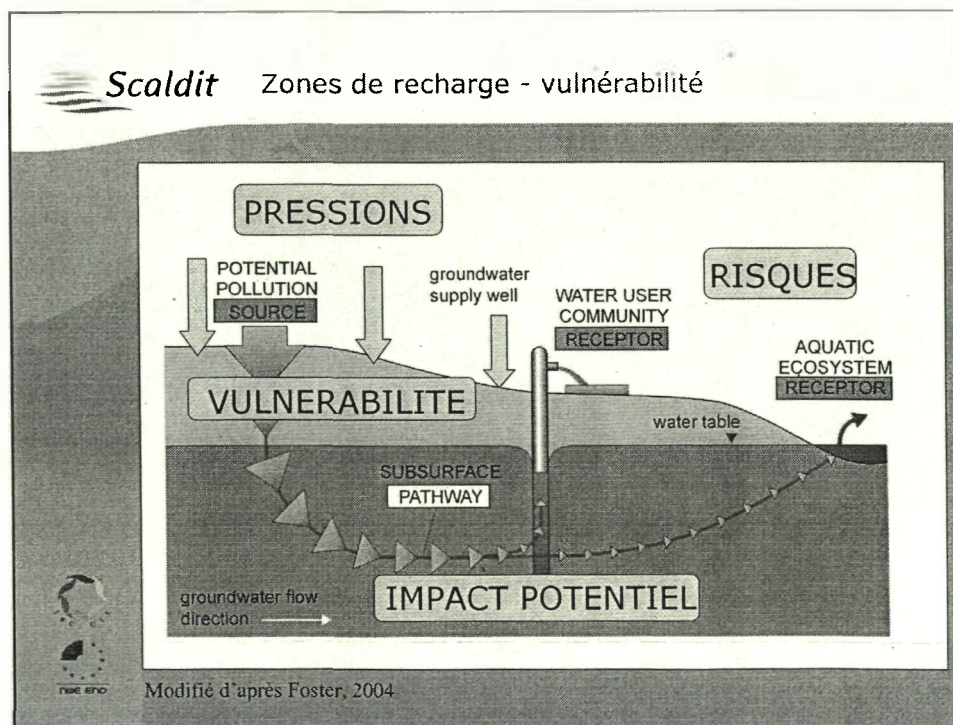 Scaldit Zones de recharge - vulnérabilité
PRESSIONS
POTENTIAL
POLLUTION
SOURCE
groundwater
supply well
WATER USER
COMMUNITY
RECEPTOR
RISQUES
AQUATIC
ECOSYSTEM
RECEPTOR
VULNERABILITE
water table
SUBSURFACE
PATHWAY
IMPACT POTENTIEL
groundwater flow
direction
Modifié d'après Foster, 2004